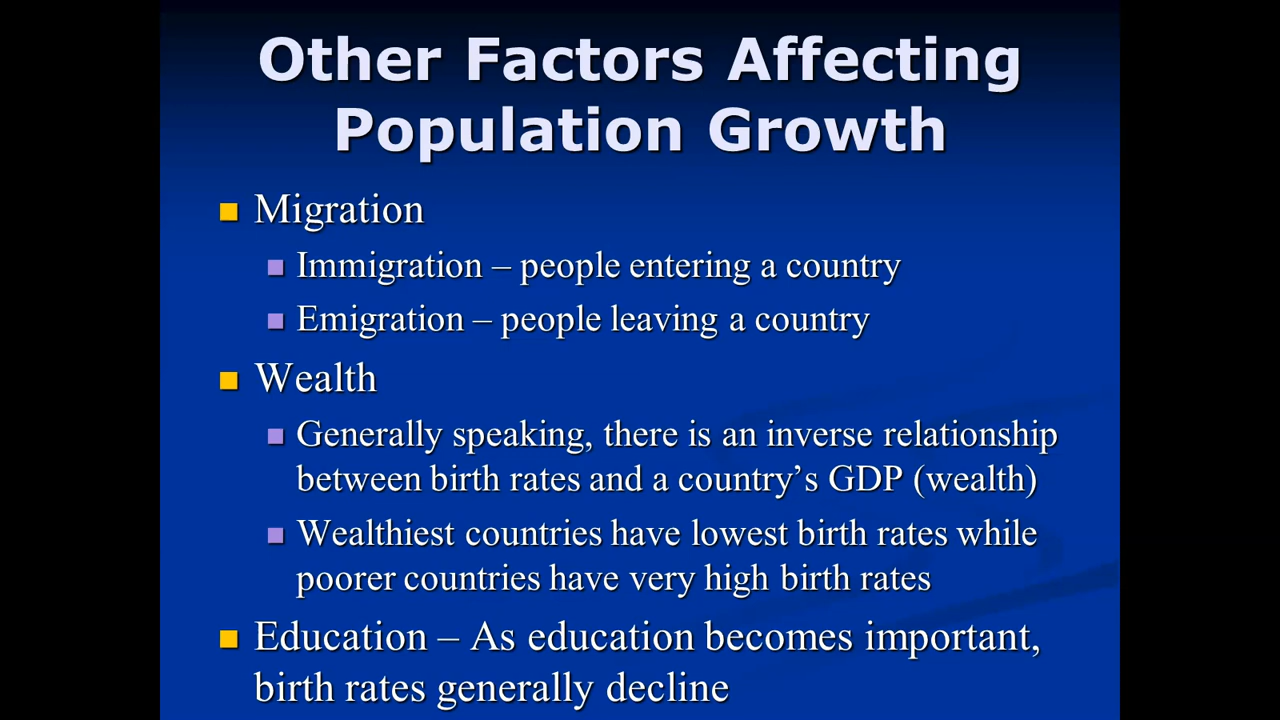 Other Factors Affecting
Population Growth
Migration
Immigration – people entering a country
Emigration – people leaving a country
Wealth
Generally speaking, there is an inverse relationship
between birth rates and a country’s GDP (wealth)
Wealthiest countries have lowest birth rates while
poorer countries have very high birth rates
Education – As education becomes important,
birth rates generally decline